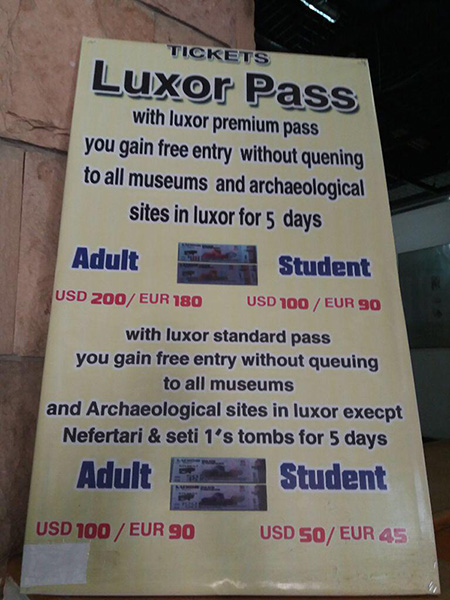 TICKETS
Luxor Pass
with luxor premium pass
you gain free entry without quening
to all museums and archaeological
sites in luxor for 5 days
Adult Student
USD 200/ EUR 180 USD 100/ EUR 90
with luxor standard pass
you gain free entry without queuing
to all museums
and Archaeological sites in luxor execpt
Nefertari & seti 1's tombs for 5 days
Adult Student
USD 100/ EUR 90 USD 50/ EUR 45